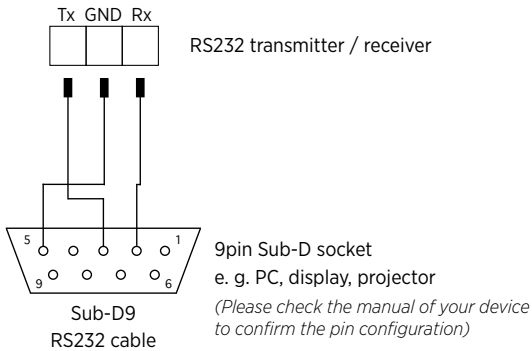 Tx GND Rx
RS232 transmitter / receiver
5 1
9 6
9pin Sub-D socket
e. g. PC, display, projector
(Please check the manual of your device
to confirm the pin configuration)
Sub-D9
RS232 cable